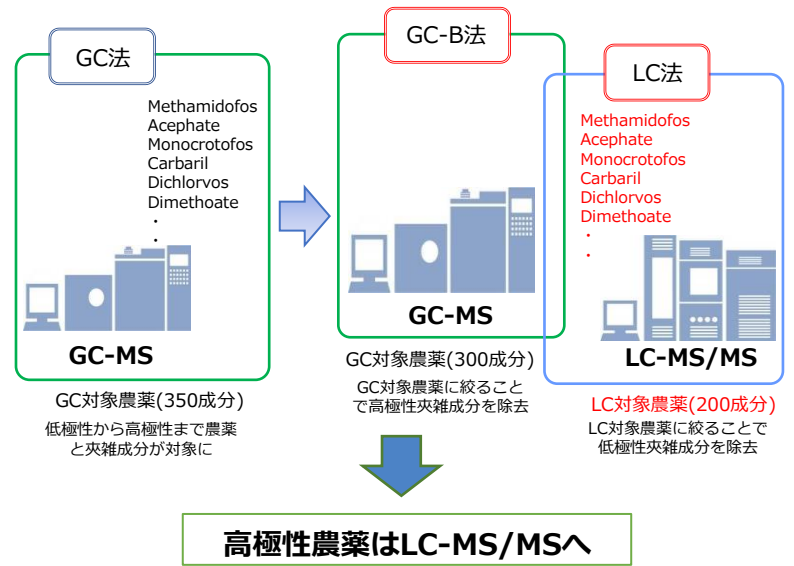 GC法
Methamidofos
Acephate
Monocrotofos
Carbaril
Dichlorvos
Dimethoate
・
・
GC-MS
GC対象農薬(350成分)
低極性から高極性まで農薬
と夾雑成分が対象に
GC-B法
GC-MS
GC対象農薬(300成分)
GC対象農薬に絞ること
で高極性夾雑成分を除去
LC法
Methamidofos
Acephate
Monocrotofos
Carbaril
Dichlorvos
Dimethoate
・
・
LC-MS/MS
LC対象農薬(200成分)
LC対象農薬に絞ることで
低極性夾雑成分を除去
高極性農薬はLC-MS/MSへ